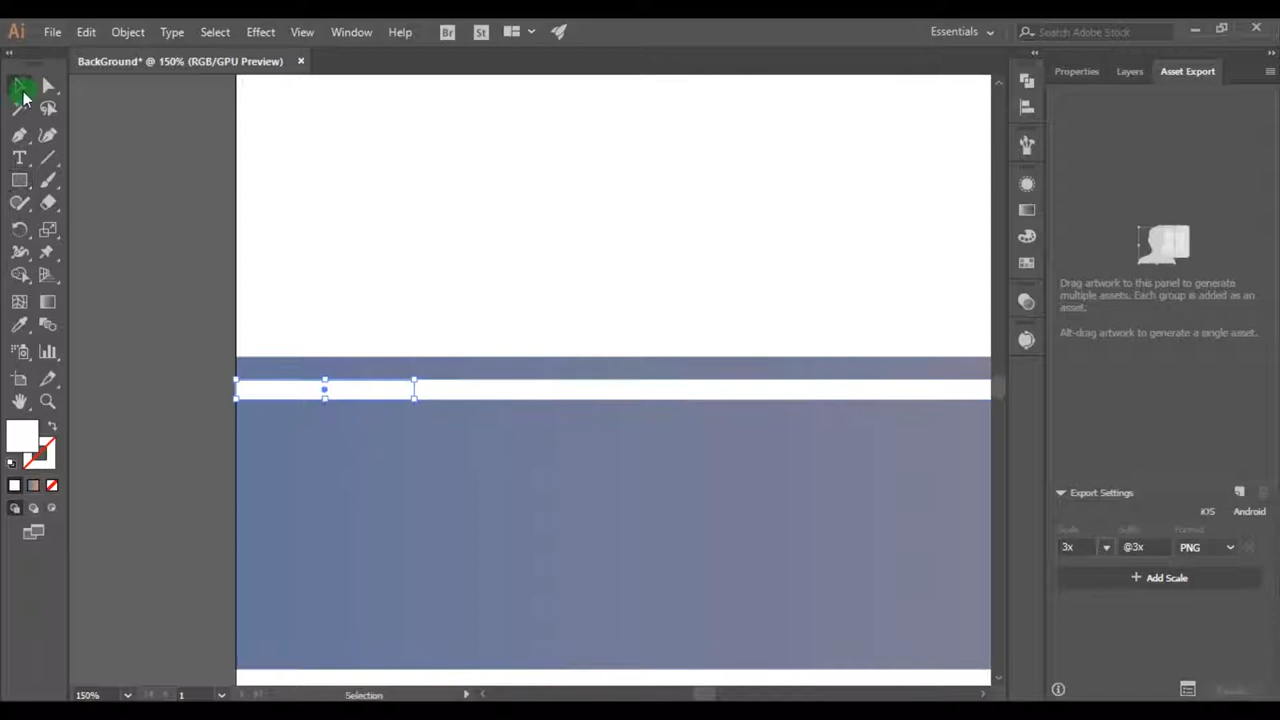 Ai File Edit Object Type Select Effect View Window Help Br St Essentials Search Adobe Stock
BackGround* @ 150% (RGB/GPU Preview)
Properties Layers Asset Export
T
Drag artwork to this panel to generate
multiple assets. Each group is added as an
asset.
Alt-drag artwork to generate a single asset.
Export Settings
iOS Android
Scale Suffix Format
3x @3x PNG
+ Add Scale
150% 1 Selection